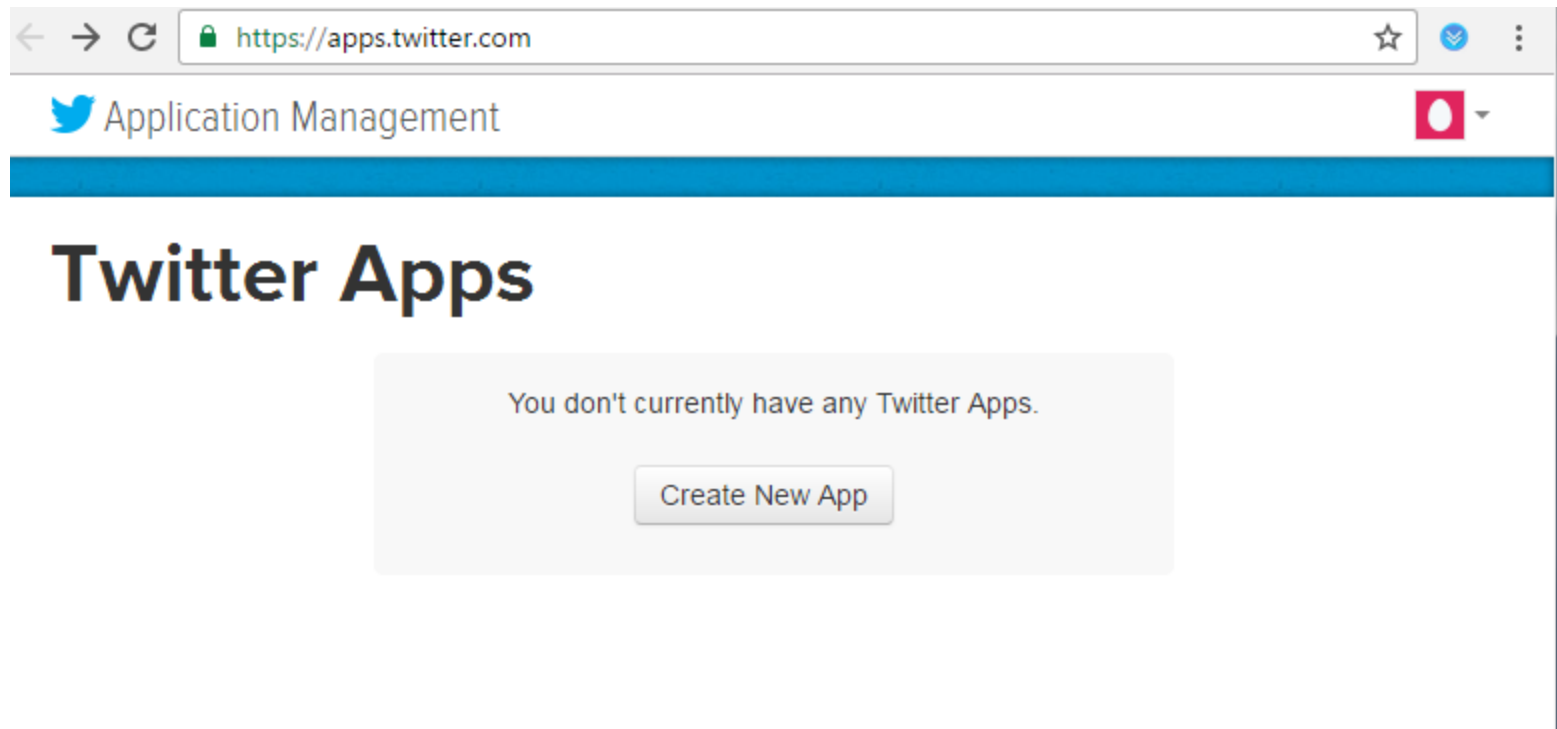 https://apps.twitter.com
Application Management
Twitter Apps
You don't currently have any Twitter Apps.
Create New App